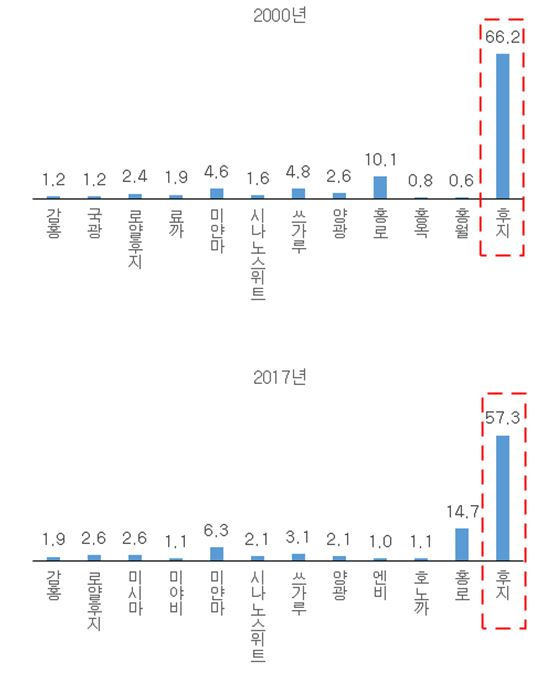 2000년
1.2 1.2 2.4 1.9 4.6 1.6 4.8 2.6 10.1 0.8 0.6 66.2
감홍 국광 로얄후지 료까 미얀마 시나노스위트 쓰가루 양광 홍로 홍옥 홍월 후지
2017년
1.9 2.6 2.6 1.1 6.3 2.1 3.1 2.1 1.0 1.1 14.7 57.3
감홍 로얄후지 미시마 미야비 미얀마 시나노스위트 쓰가루 양광 엔비 호노까 홍로 후지